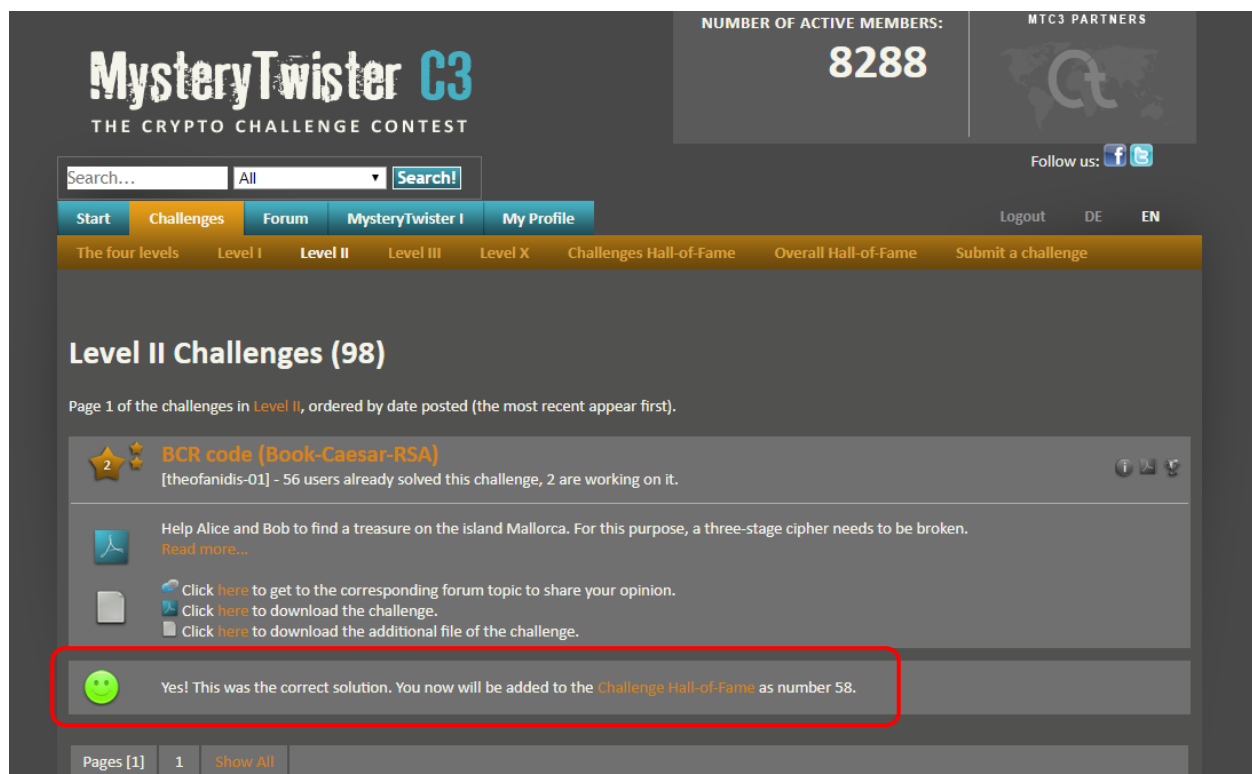 NUMBER OF ACTIVE MEMBERS:
8288
MTC3 PARTNERS
Ct
MysteryTwister C3
THE CRYPTO CHALLENGE CONTEST
Follow us:
Search... All Search!
Start Challenges Forum MysteryTwister I My Profile Logout DE EN
The four levels Level I Level II Level III Level X Challenges Hall-of-Fame Overall Hall-of-Fame Submit a challenge
Level II Challenges (98)
Page 1 of the challenges in Level II, ordered by date posted (the most recent appear first).
2
BCR code (Book-Caesar-RSA)
[theofanidis-01] - 56 users already solved this challenge, 2 are working on it.
Help Alice and Bob to find a treasure on the island Mallorca. For this purpose, a three-stage cipher needs to be broken.
Read more...
Click here to get to the corresponding forum topic to share your opinion.
Click here to download the challenge.
Click here to download the additional file of the challenge.
Yes! This was the correct solution. You now will be added to the Challenge Hall-of-Fame as number 58.
Pages [1] 1 Show All